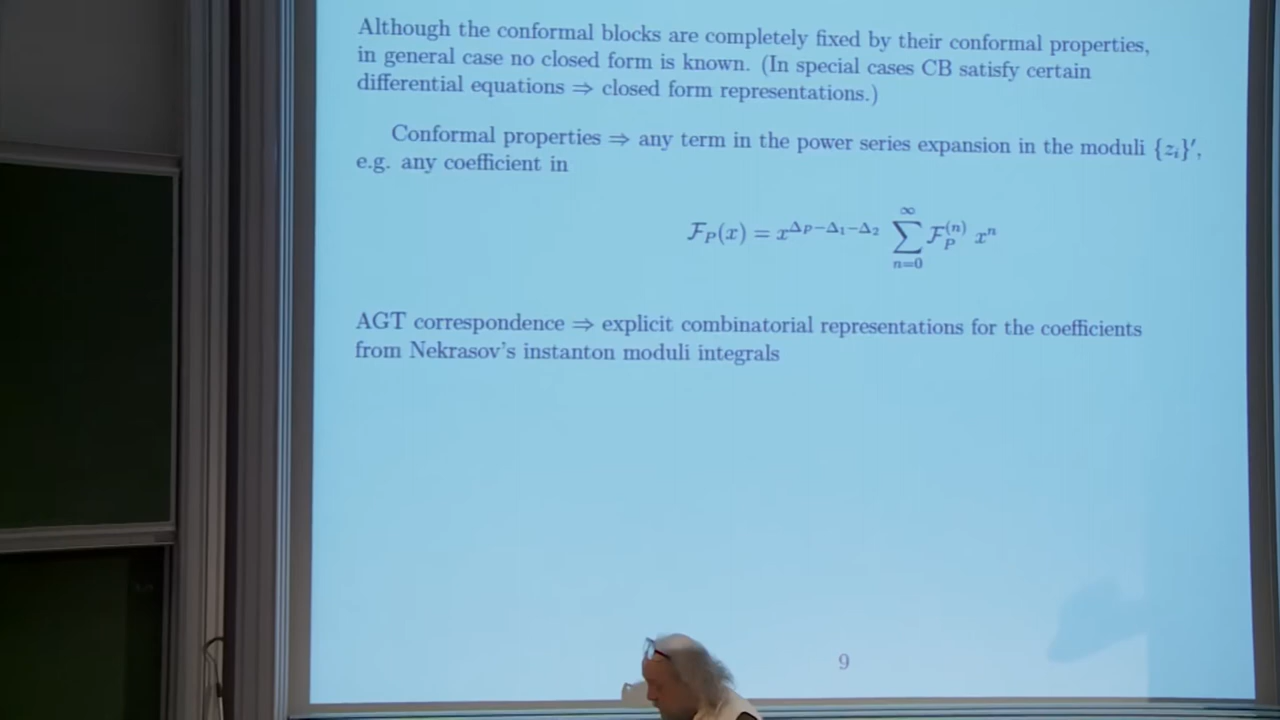 Although the conformal blocks are completely fixed by their conformal properties,
in general case no closed form is known. (In special cases CB satisfy certain
differential equations ⇒ closed form representations.)
Conformal properties ⇒ any term in the power series expansion in the moduli {z_i}′,
e.g. any coefficient in
ℱ_P(x) = x^{Δ_P−Δ_1−Δ_2} ∑_{n=0}^{∞} ℱ_P^{(n)} x^n
AGT correspondence ⇒ explicit combinatorial representations for the coefficients
from Nekrasov's instanton moduli integrals
9